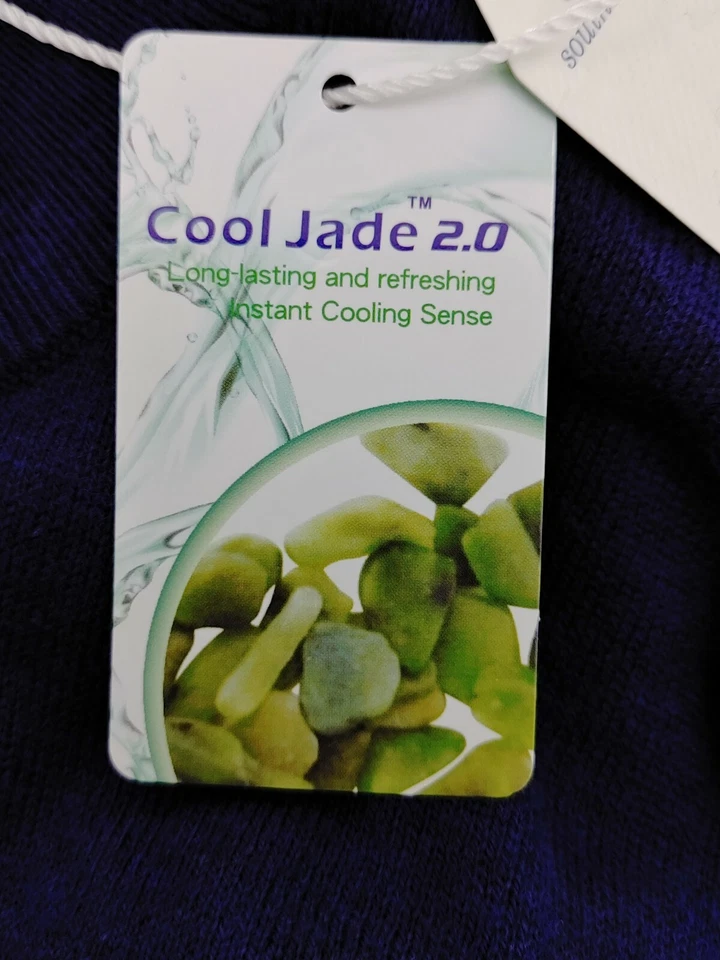 Cool Jade™ 2.0
Long-lasting and refreshing
Instant Cooling Sense